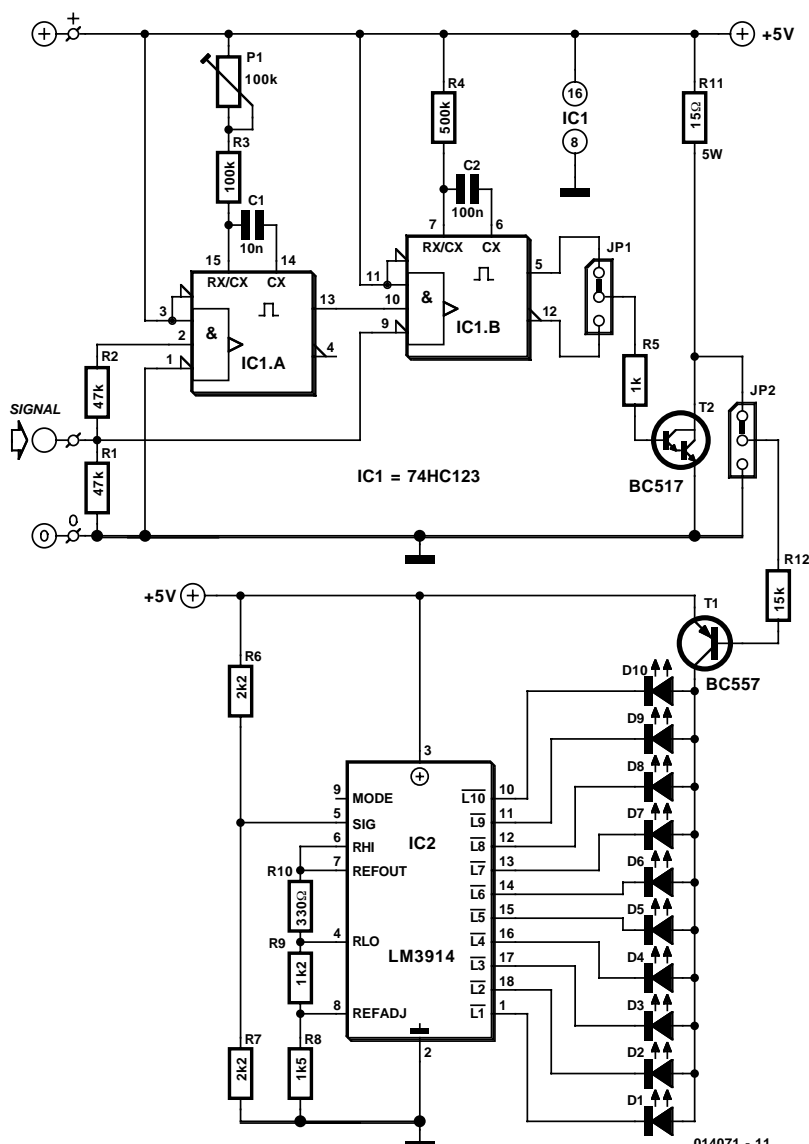 +
+5V
P1
100k
R4
500k
16
IC1
8
R11
15Ω
5W
R3
100k
C1
10n
C2
100n
15
14
RX/CX
CX
7
6
RX/CX
CX
JP1
3
2
1
&
IC1.A
13
4
11
10
9
&
IC1.B
5
12
R2
47k
R5
1k
SIGNAL
R1
47k
T2
BC517
JP2
IC1 = 74HC123
0
0
R12
15k
+5V
T1
BC557
R6
2k2
3
9
MODE
5
SIG
6
RHI
7
REFOUT
R10
330Ω
4
RLO
R9
1k2
8
REFADJ
R8
1k5
R7
2k2
IC2
LM3914
2
L10
10
L9
11
L8
12
L7
13
L6
14
L5
15
L4
16
L3
17
L2
18
L1
1
D10
D9
D8
D7
D6
D5
D4
D3
D2
D1
014071 - 11